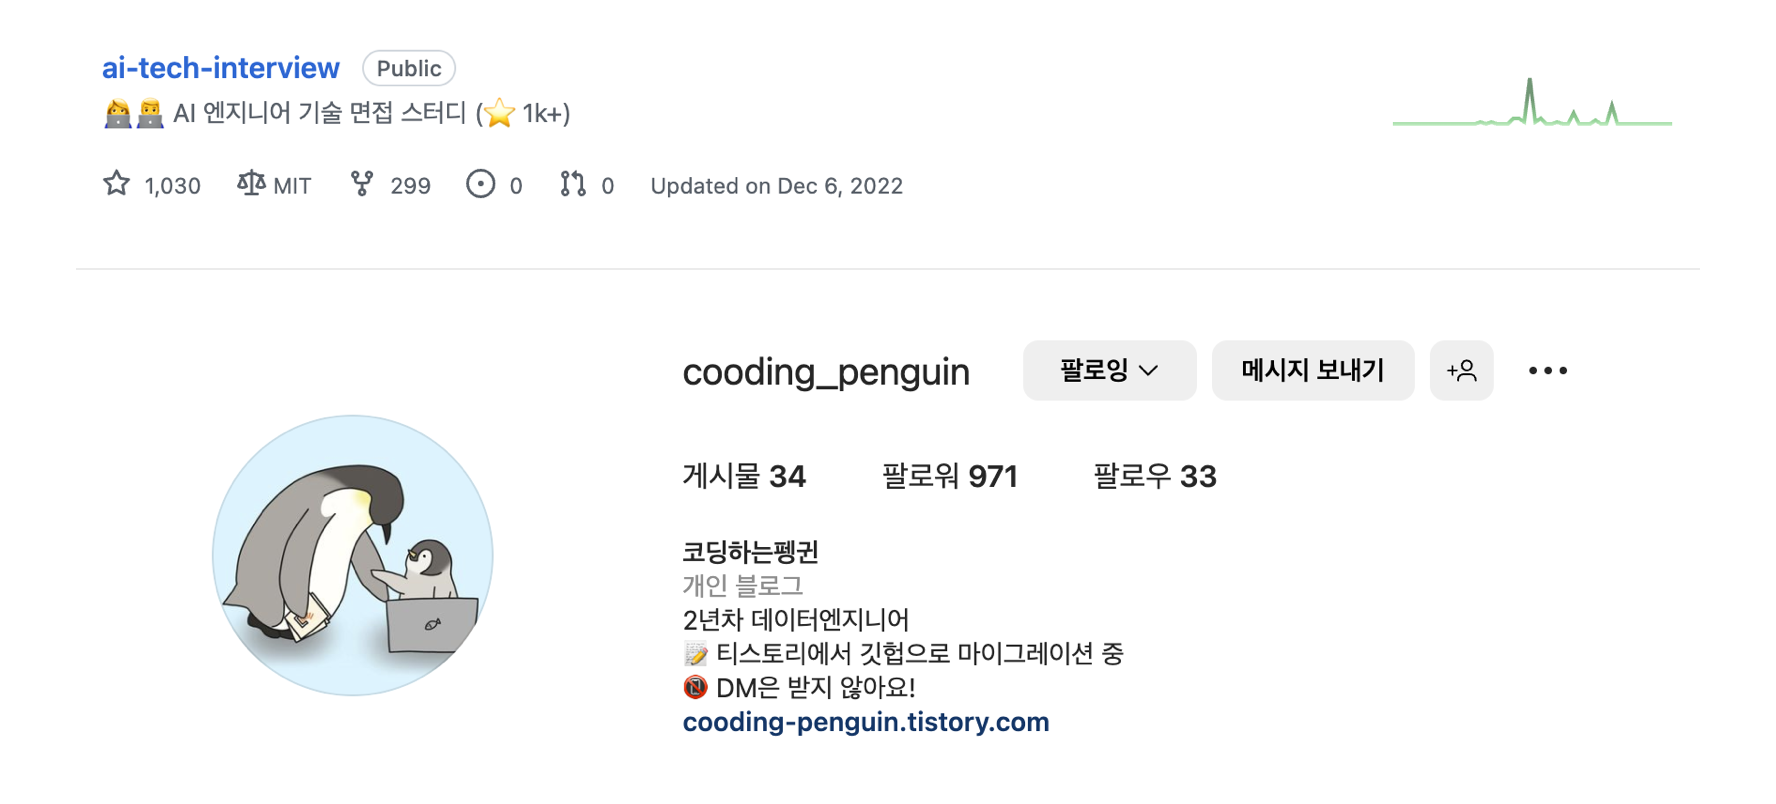 ai-tech-interview Public
👩‍💻👨‍💻 AI 엔지니어 기술 면접 스터디 (⭐ 1k+)
1,030 MIT 299 0 0 Updated on Dec 6, 2022
cooding_penguin 팔로잉 메시지 보내기
게시물 34 팔로워 971 팔로우 33
코딩하는펭귄
개인 블로그
2년차 데이터엔지니어
📝 티스토리에서 깃헙으로 마이그레이션 중
📵 DM은 받지 않아요!
cooding-penguin.tistory.com